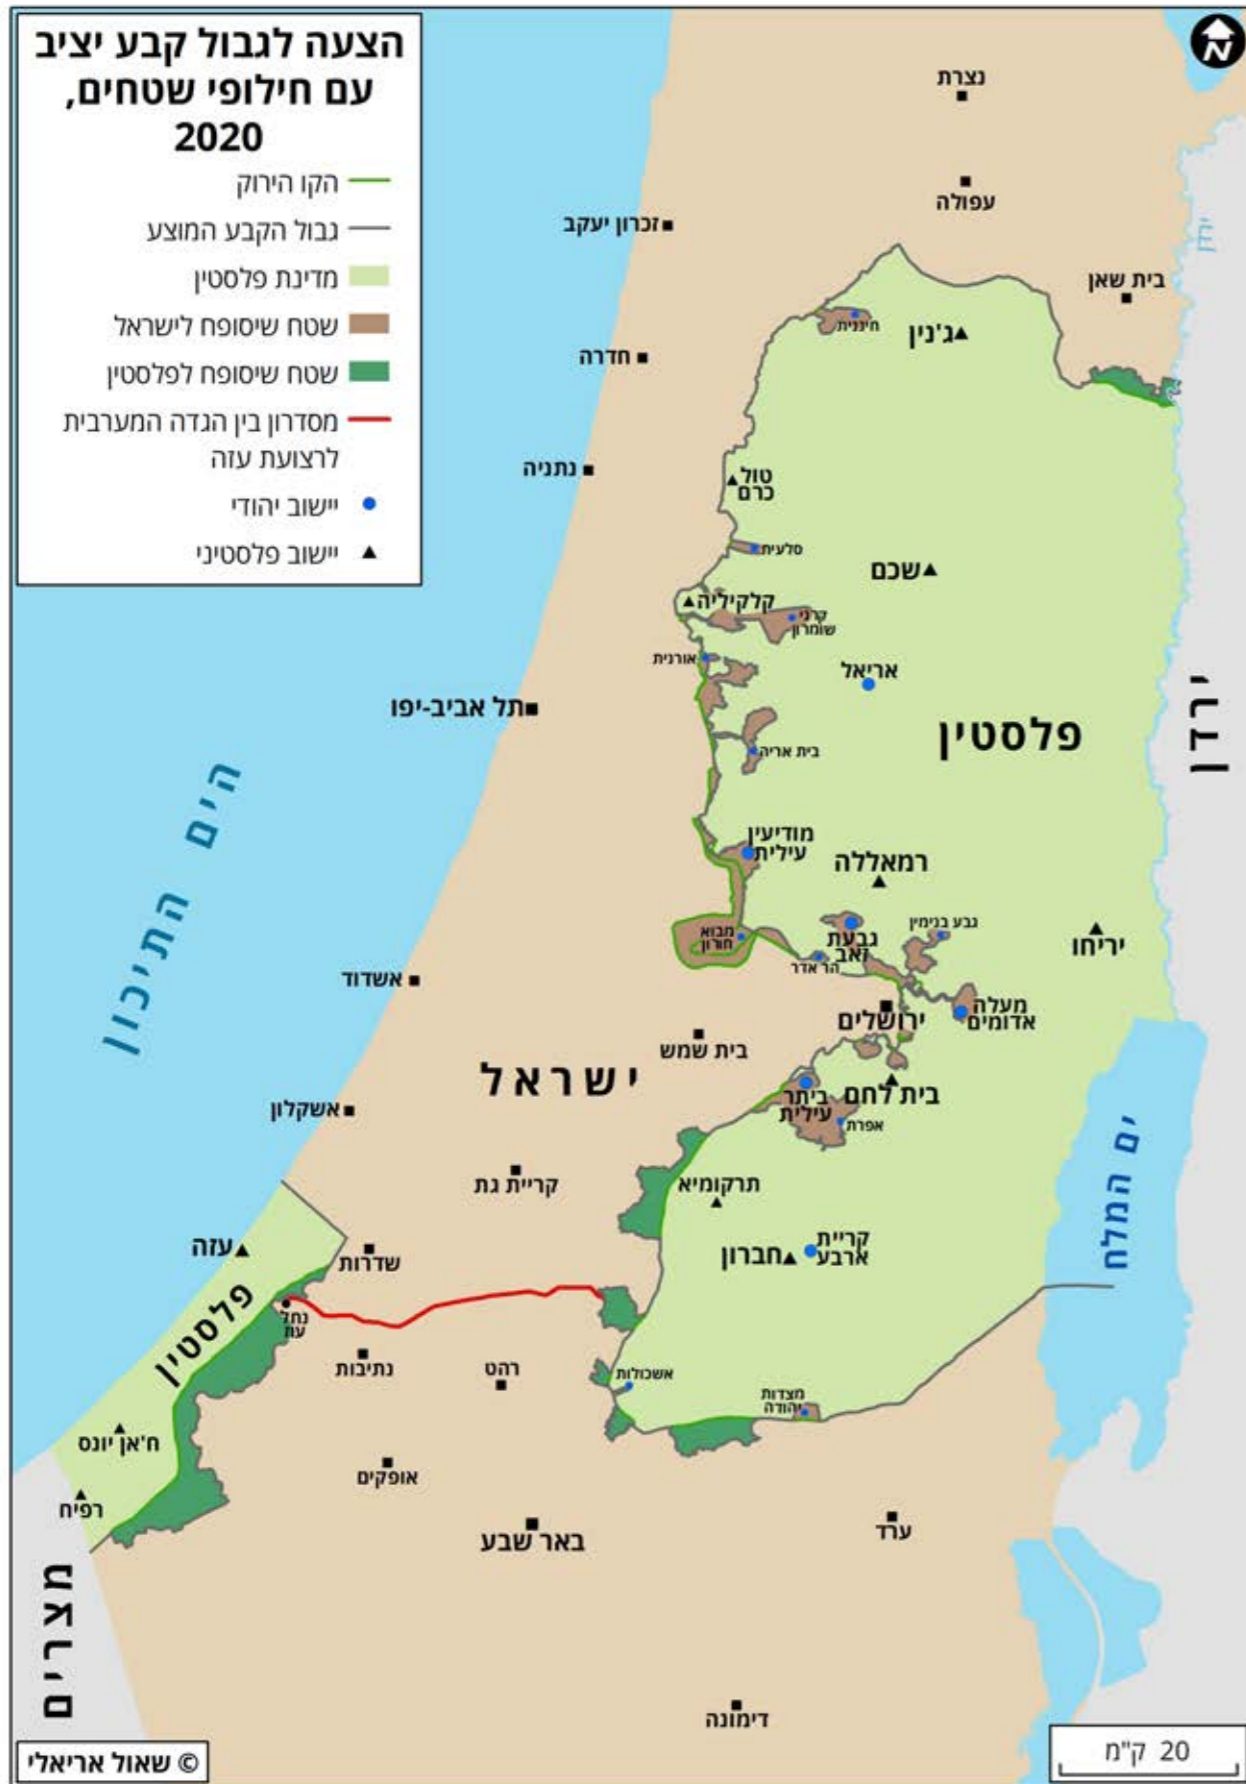 הצעה לגבול קבע יציב
עם חילופי שטחים,
2020
הקו הירוק
גבול הקבע המוצע
מדינת פלסטין
שטח שיסופח לישראל
שטח שיסופח לפלסטין
מסדרון בין הגדה המערבית
לרצועת עזה
יישוב יהודי
יישוב פלסטיני
N
נצרת
עפולה
זכרון יעקב
ירדן
בית שאן
חיננית
ג'נין
חדרה
נתניה
טול
כרם
סלעית
שכם
קלקיליה
קרני
שומרון
אורנית
אריאל
תל אביב-יפו
פלסטין
ירדן
בית אריה
הים התיכון
מודיעין
עילית
רמאללה
גבע בנימין
גבעת
זאב
מבוא
חורון
הר אדר
יריחו
אשדוד
מעלה
אדומים
ירושלים
בית שמש
ישראל
ביתר
עילית
בית לחם
אפרת
אשקלון
ים המלח
קריית גת
תרקומיא
עזה
שדרות
חברון
קריית
ארבע
פלסטין
נחל
עוז
נתיבות
רהט
אשכולות
מצדות
יהודה
ח'אן יונס
אופקים
רפיח
באר שבע
ערד
מצרים
דימונה
20 ק"מ
© שאול אריאלי